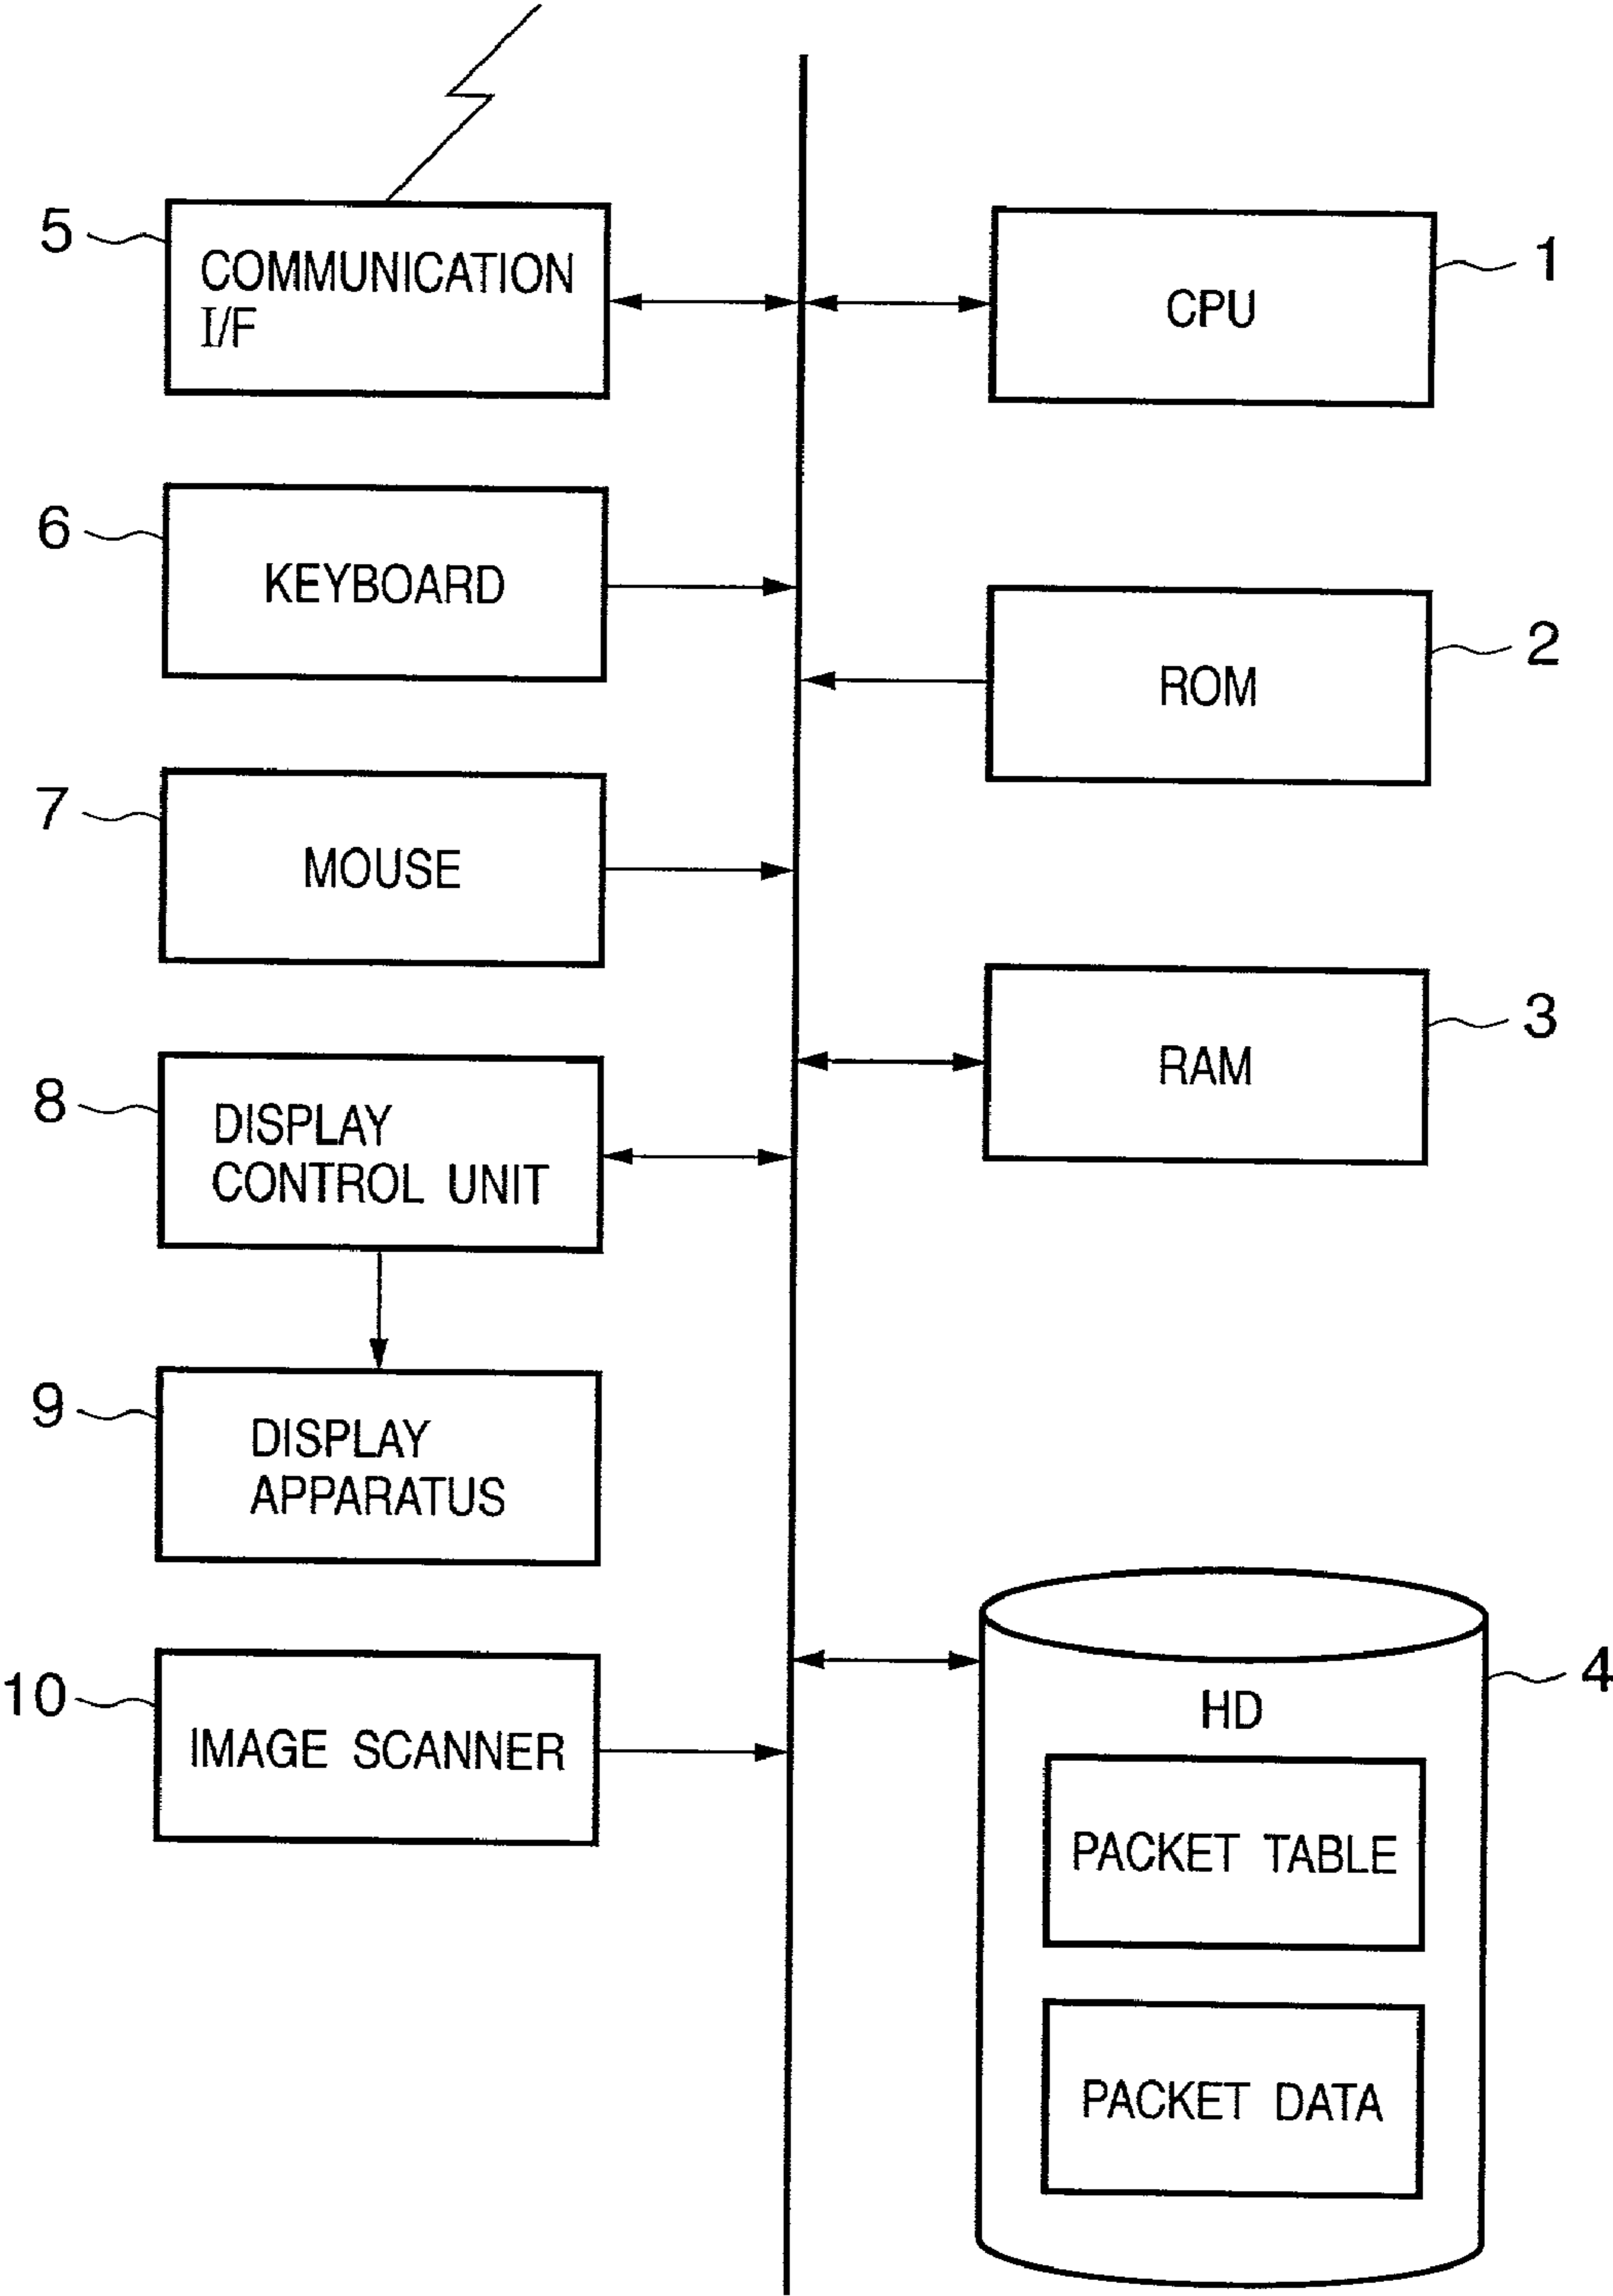 5
COMMUNICATION
I/F
CPU
1
6
KEYBOARD
ROM
2
7
MOUSE
RAM
3
8
DISPLAY
CONTROL UNIT
9
DISPLAY
APPARATUS
10
IMAGE SCANNER
HD
4
PACKET TABLE
PACKET DATA